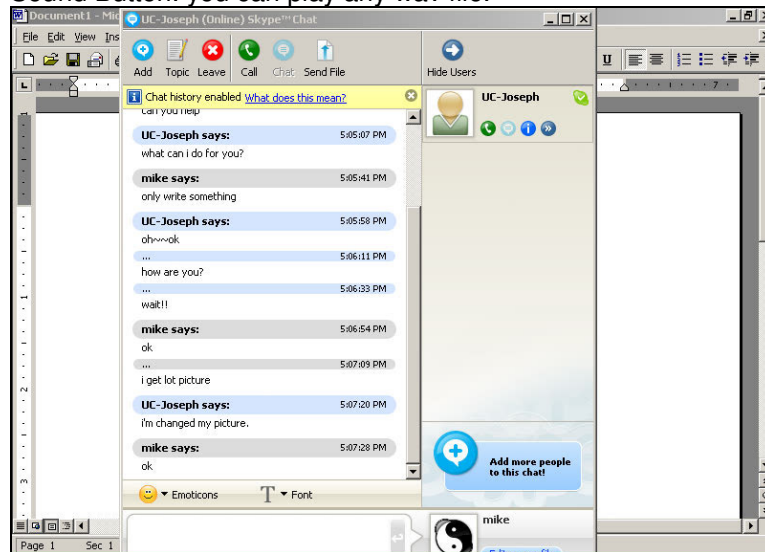 Sound Button: you can play any wav file.
Document1 - Mic
UC-Joseph (Online) Skype™ Chat
File Edit View Ins
Add Topic Leave Call Chat Send File Hide Users
Chat history enabled What does this mean?
UC-Joseph
can you help
UC-Joseph says: 5:05:07 PM
what can i do for you?
mike says: 5:05:41 PM
only write something
UC-Joseph says: 5:05:58 PM
oh~~ok
... 5:06:11 PM
how are you?
... 5:06:33 PM
wait!!
mike says: 5:06:54 PM
ok
... 5:07:09 PM
i get lot picture
UC-Joseph says: 5:07:20 PM
i'm changed my picture.
mike says: 5:07:28 PM
ok
Add more people
to this chat!
Emoticons T Font
mike
Page 1 Sec 1